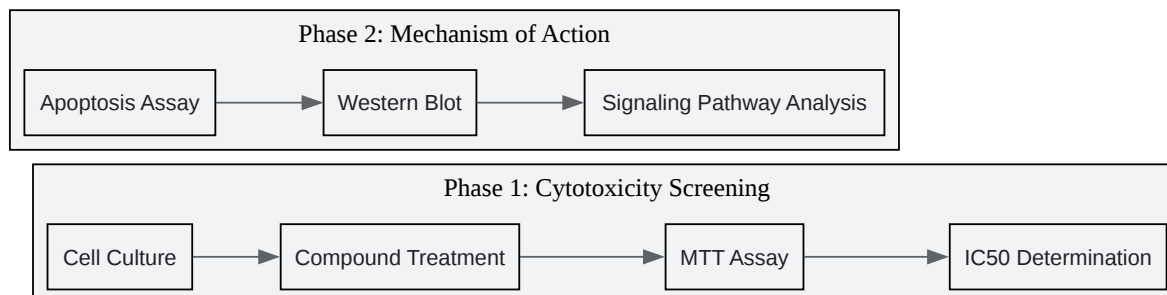 Phase 2: Mechanism of Action
Apoptosis Assay
Western Blot
Signaling Pathway Analysis
Phase 1: Cytotoxicity Screening
Cell Culture
Compound Treatment
MTT Assay
IC50 Determination